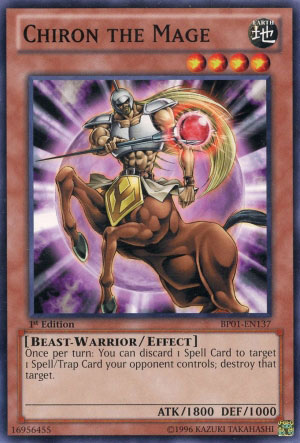 CHIRON THE MAGE
EARTH
地
1st Edition
BP01-EN137
[BEAST-WARRIOR/EFFECT]
Once per turn: You can discard 1 Spell Card to target
1 Spell/Trap Card your opponent controls; destroy that
target.
ATK/1800 DEF/1000
16956455
©1996 KAZUKI TAKAHASHI